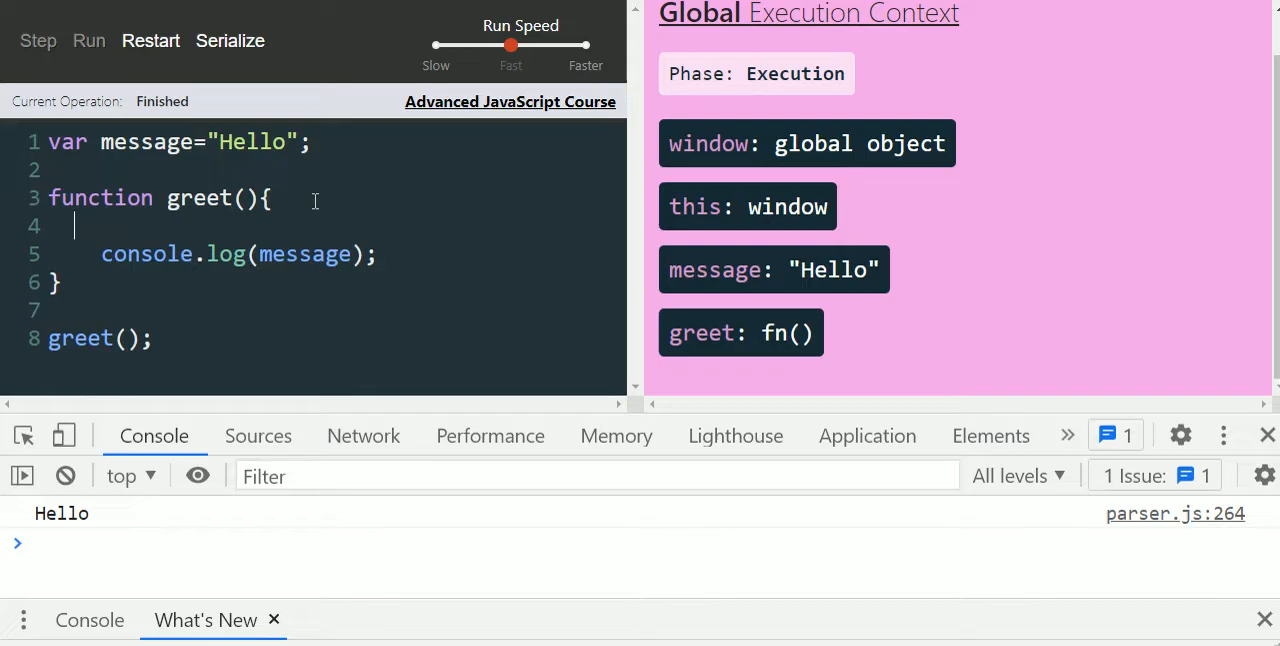 Step Run Restart Serialize
Run Speed
Slow Fast Faster
Current Operation: Finished
Advanced JavaScript Course
1 var message="Hello";
2
3 function greet(){
4
5 console.log(message);
6 }
7
8 greet();
Global Execution Context
Phase: Execution
window: global object
this: window
message: "Hello"
greet: fn()
Console Sources Network Performance Memory Lighthouse Application Elements » 1
top ▼ Filter All levels ▼ 1 Issue: 1
Hello parser.js:264
Console What's New ×